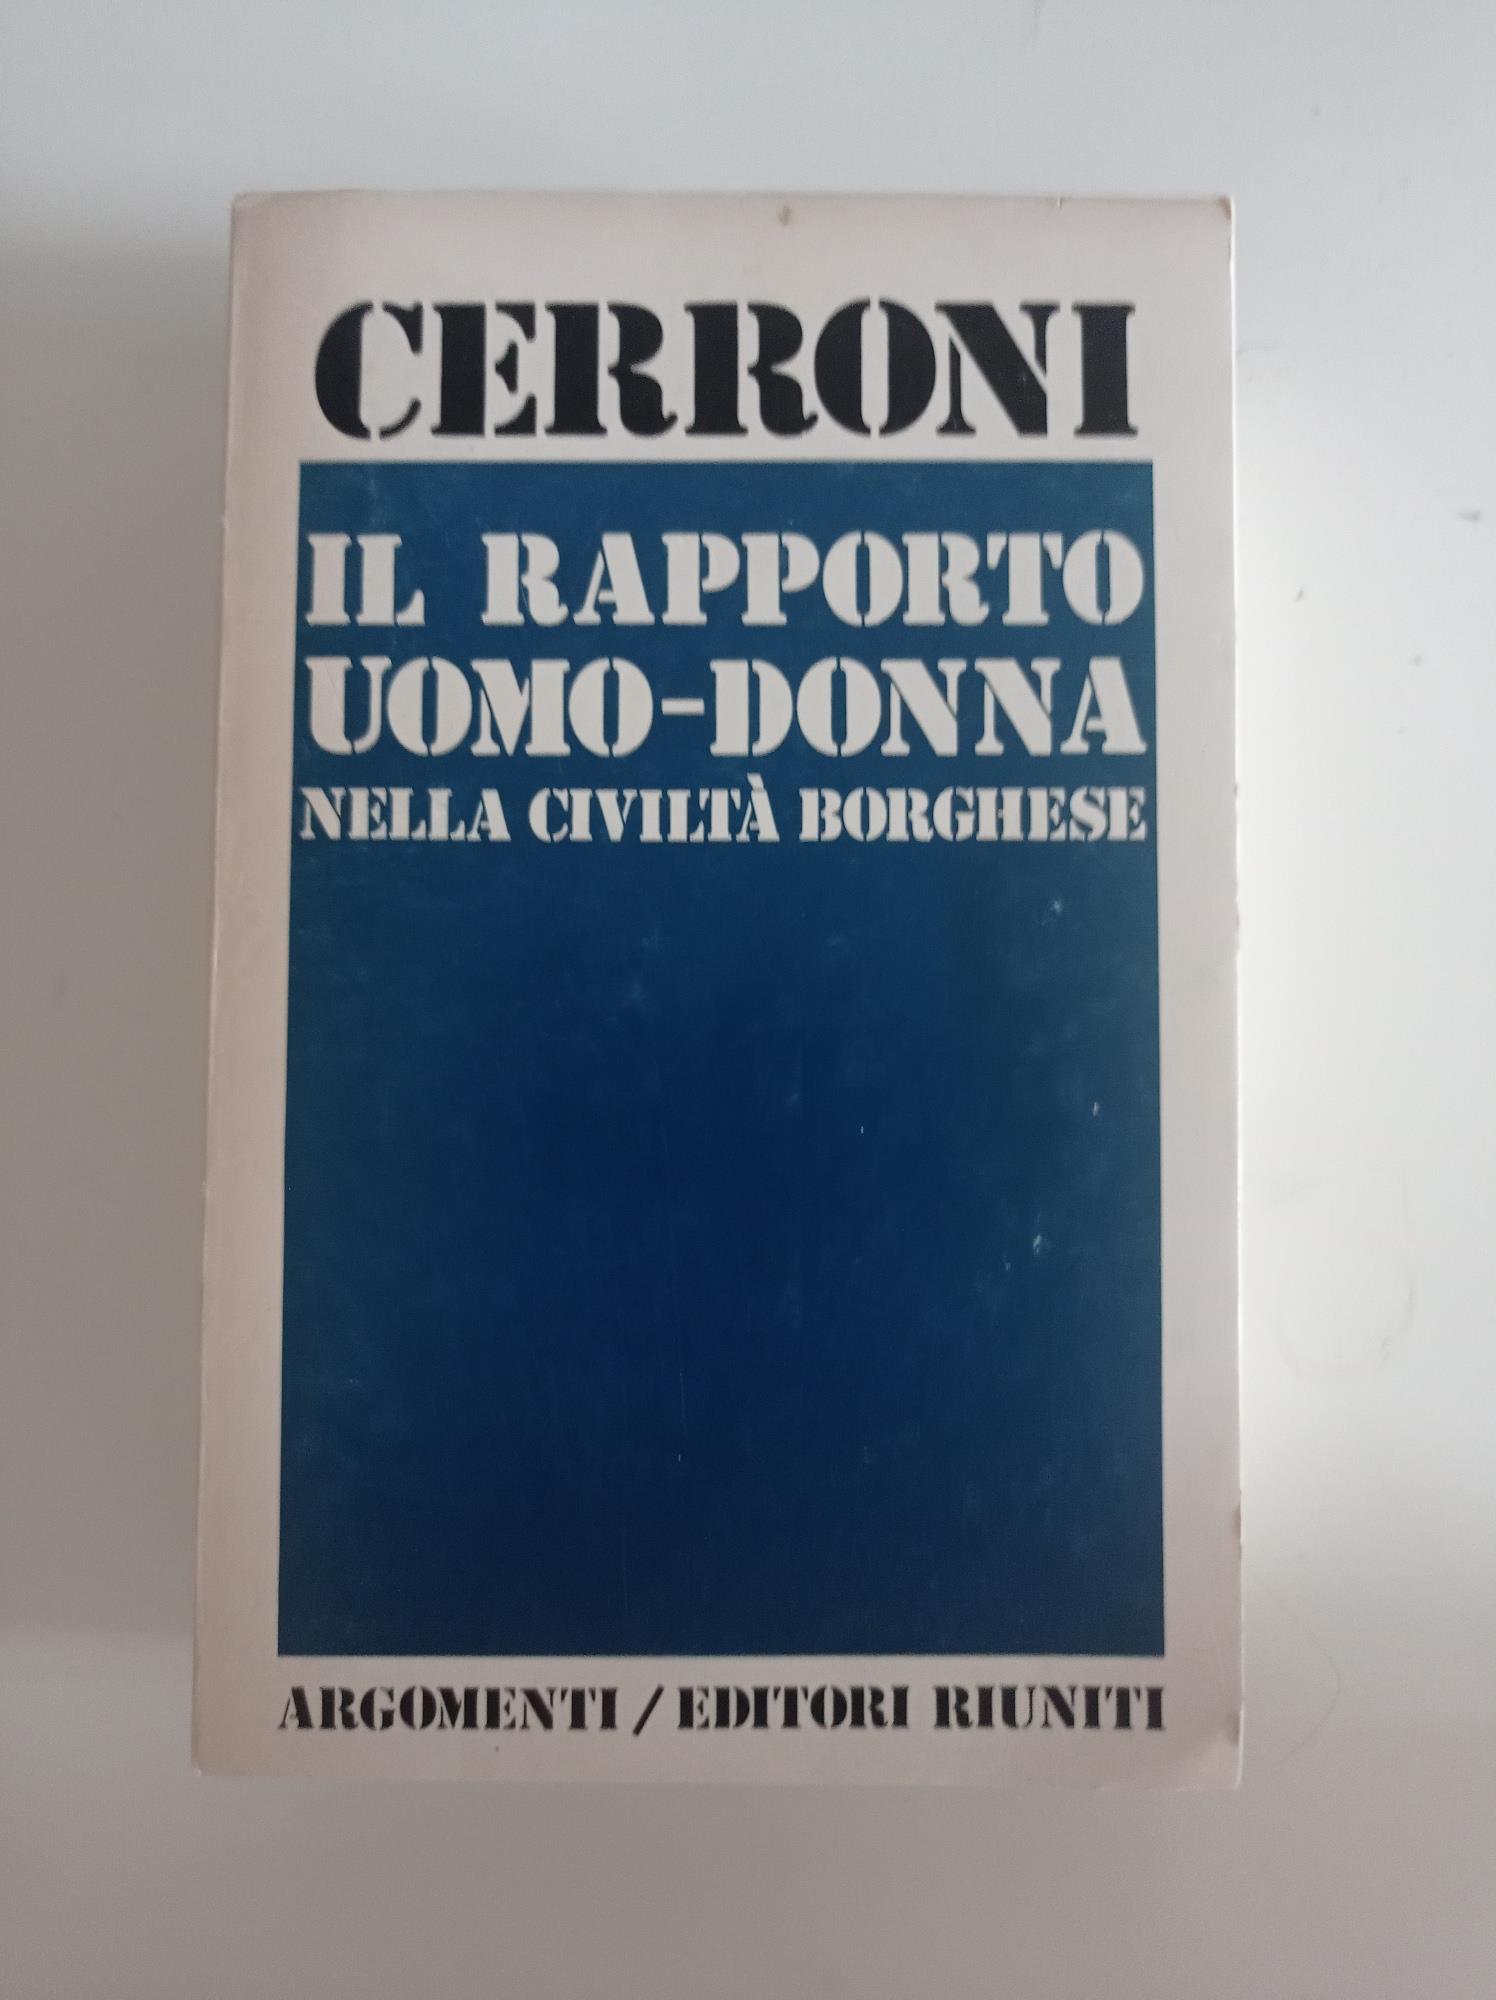 CERRONI
IL RAPPORTO
UOMO-DONNA
NELLA CIVILTÀ BORGHESE
ARGOMENTI / EDITORI RIUNITI